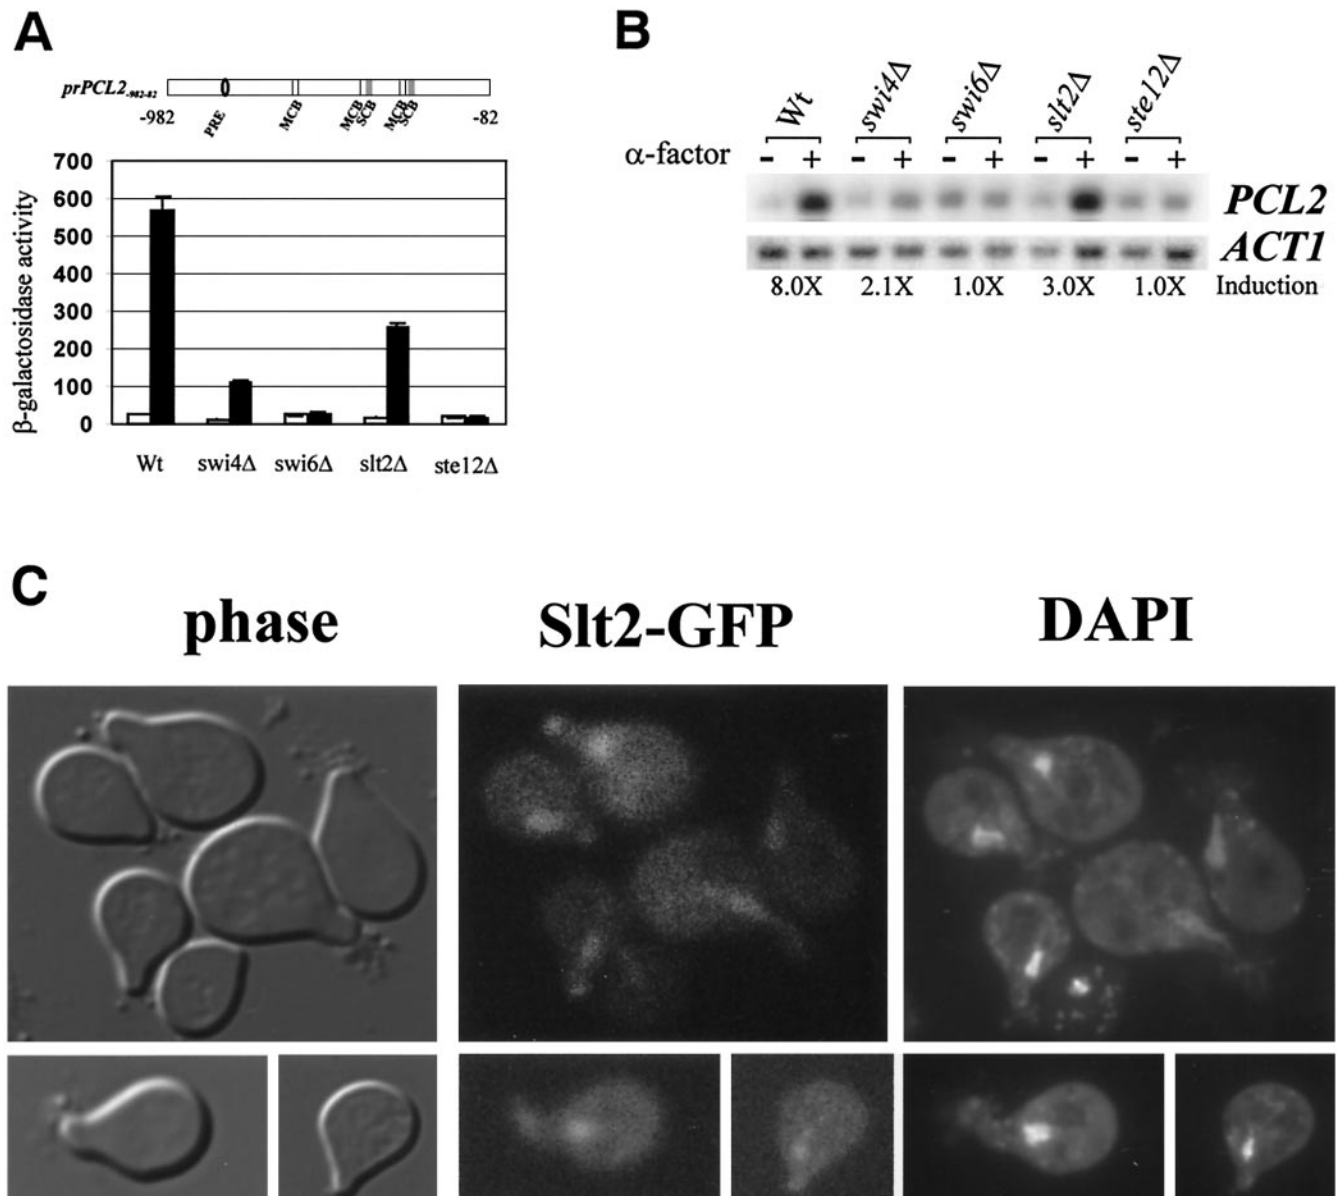 A
prPCL2-982-82
-982 PRE MCB MCB SCB MCB SCB -82
β-galactosidase activity
700
600
500
400
300
200
100
0
Wt swi4Δ swi6Δ slt2Δ ste12Δ
B
Wt swi4Δ swi6Δ slt2Δ ste12Δ
α-factor - + - + - + - + - +
PCL2
ACT1
8.0X 2.1X 1.0X 3.0X 1.0X Induction
C
phase Slt2-GFP DAPI